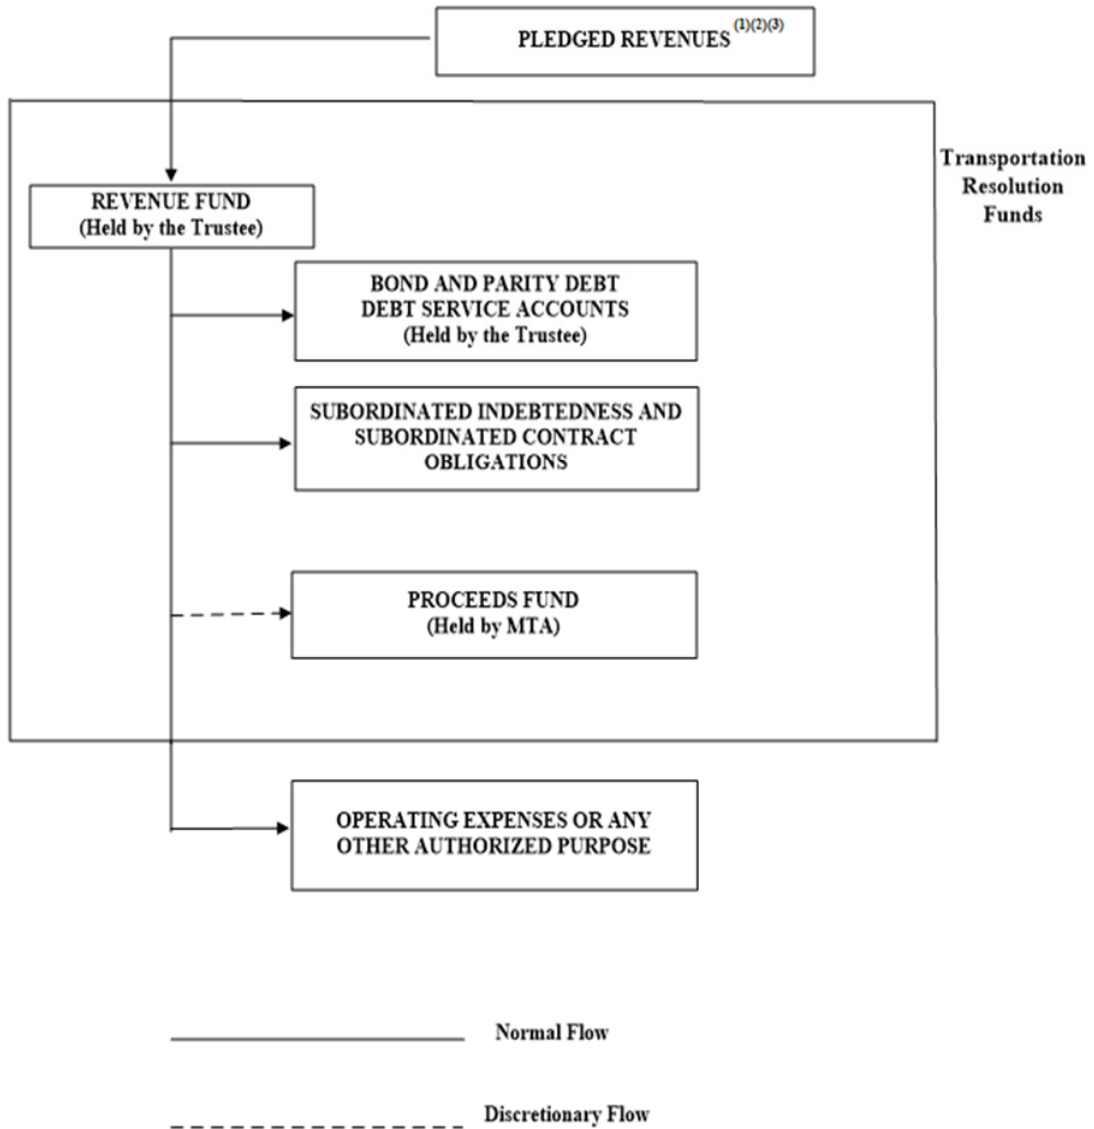 PLEDGED REVENUES (1)(2)(3)
Transportation
Resolution
Funds
REVENUE FUND
(Held by the Trustee)
BOND AND PARITY DEBT
DEBT SERVICE ACCOUNTS
(Held by the Trustee)
SUBORDINATED INDEBTEDNESS AND
SUBORDINATED CONTRACT
OBLIGATIONS
PROCEEDS FUND
(Held by MTA)
OPERATING EXPENSES OR ANY
OTHER AUTHORIZED PURPOSE
Normal Flow
Discretionary Flow